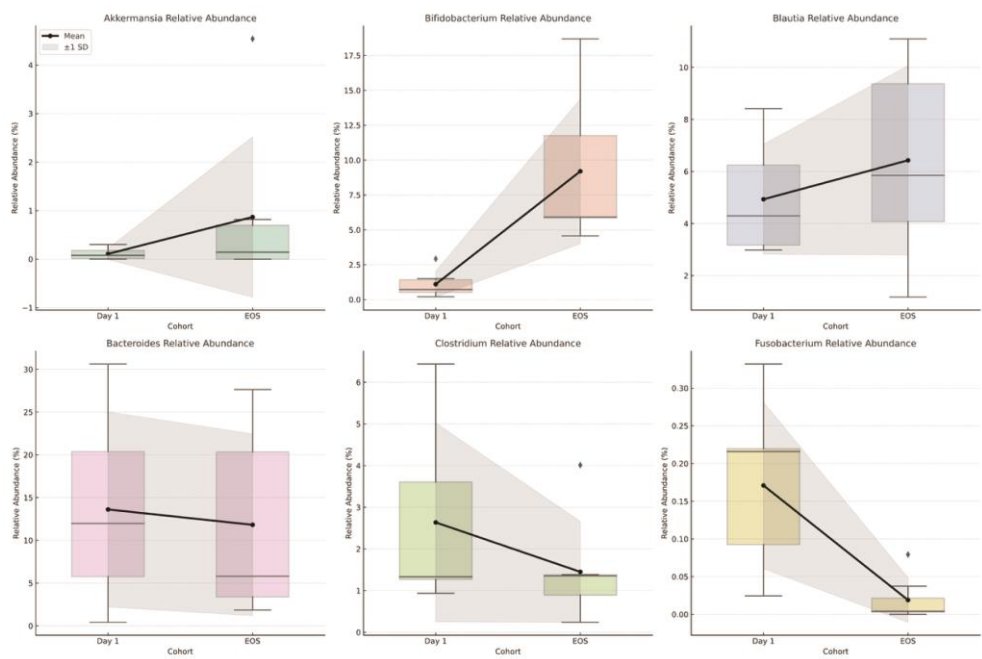 Akkermansia Relative Abundance
Mean
±1 SD
Relative Abundance (%)
4
3
2
1
0
−1
Day 1
EOS
Cohort
Bifidobacterium Relative Abundance
Relative Abundance (%)
17.5
15.0
12.5
10.0
7.5
5.0
2.5
0.0
Day 1
EOS
Cohort
Blautia Relative Abundance
Relative Abundance (%)
10
8
6
4
2
Day 1
EOS
Cohort
Bacteroides Relative Abundance
Relative Abundance (%)
30
25
20
15
10
5
0
Day 1
EOS
Cohort
Clostridium Relative Abundance
Relative Abundance (%)
6
5
4
3
2
1
0
Day 1
EOS
Cohort
Fusobacterium Relative Abundance
Relative Abundance (%)
0.30
0.25
0.20
0.15
0.10
0.05
0.00
Day 1
EOS
Cohort